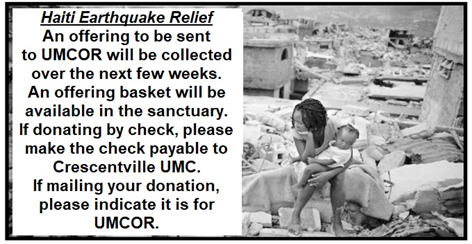 Haiti Earthquake Relief
An offering to be sent
to UMCOR will be collected
over the next few weeks.
An offering basket will be
available in the sanctuary.
If donating by check, please
make the check payable to
Crescentville UMC.
If mailing your donation,
please indicate it is for
UMCOR.